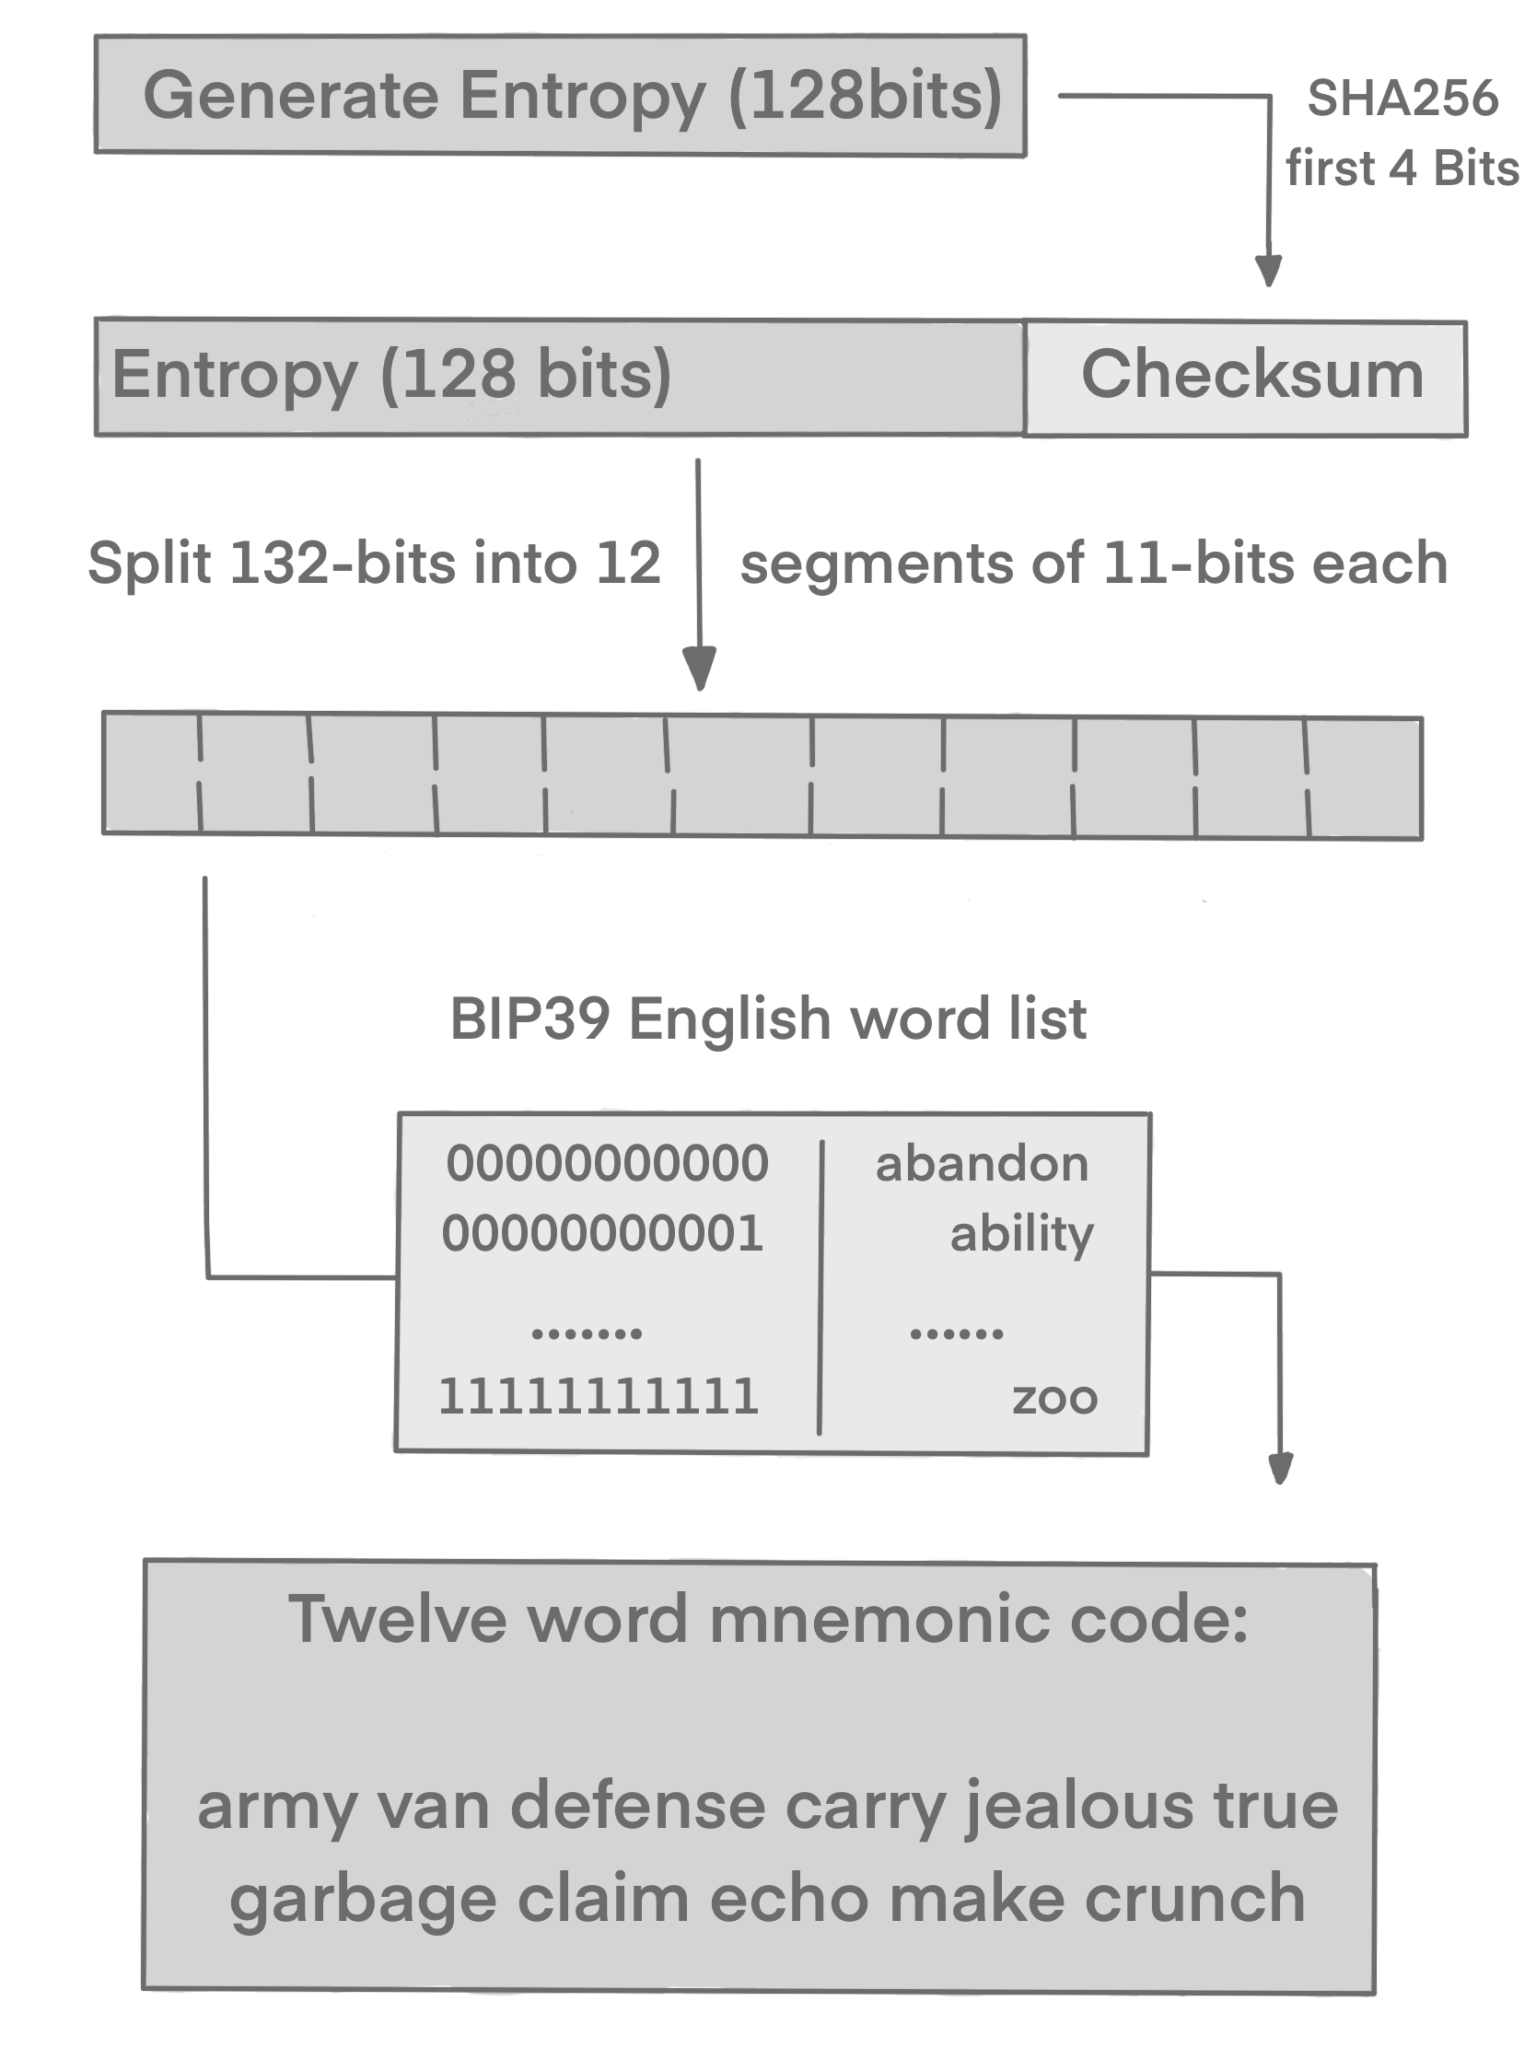 Generate Entropy (128bits)
SHA256
first 4 Bits
Entropy (128 bits)
Checksum
Split 132-bits into 12 segments of 11-bits each
BIP39 English word list
00000000000 abandon
00000000001 ability
....... ......
11111111111 zoo
Twelve word mnemonic code:
army van defense carry jealous true
garbage claim echo make crunch